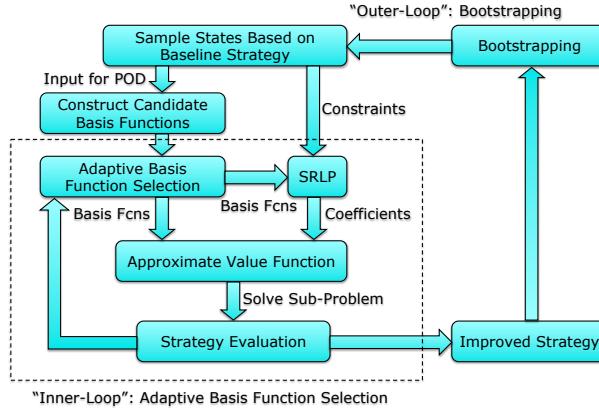 “Outer-Loop”: Bootstrapping
Sample States Based on
Baseline Strategy
Bootstrapping
Input for POD
Construct Candidate
Basis Functions
Constraints
Adaptive Basis
Function Selection
SRLP
Basis Fcns
Basis Fcns
Coefficients
Approximate Value Function
Solve Sub-Problem
Strategy Evaluation
Improved Strategy
“Inner-Loop”: Adaptive Basis Function Selection